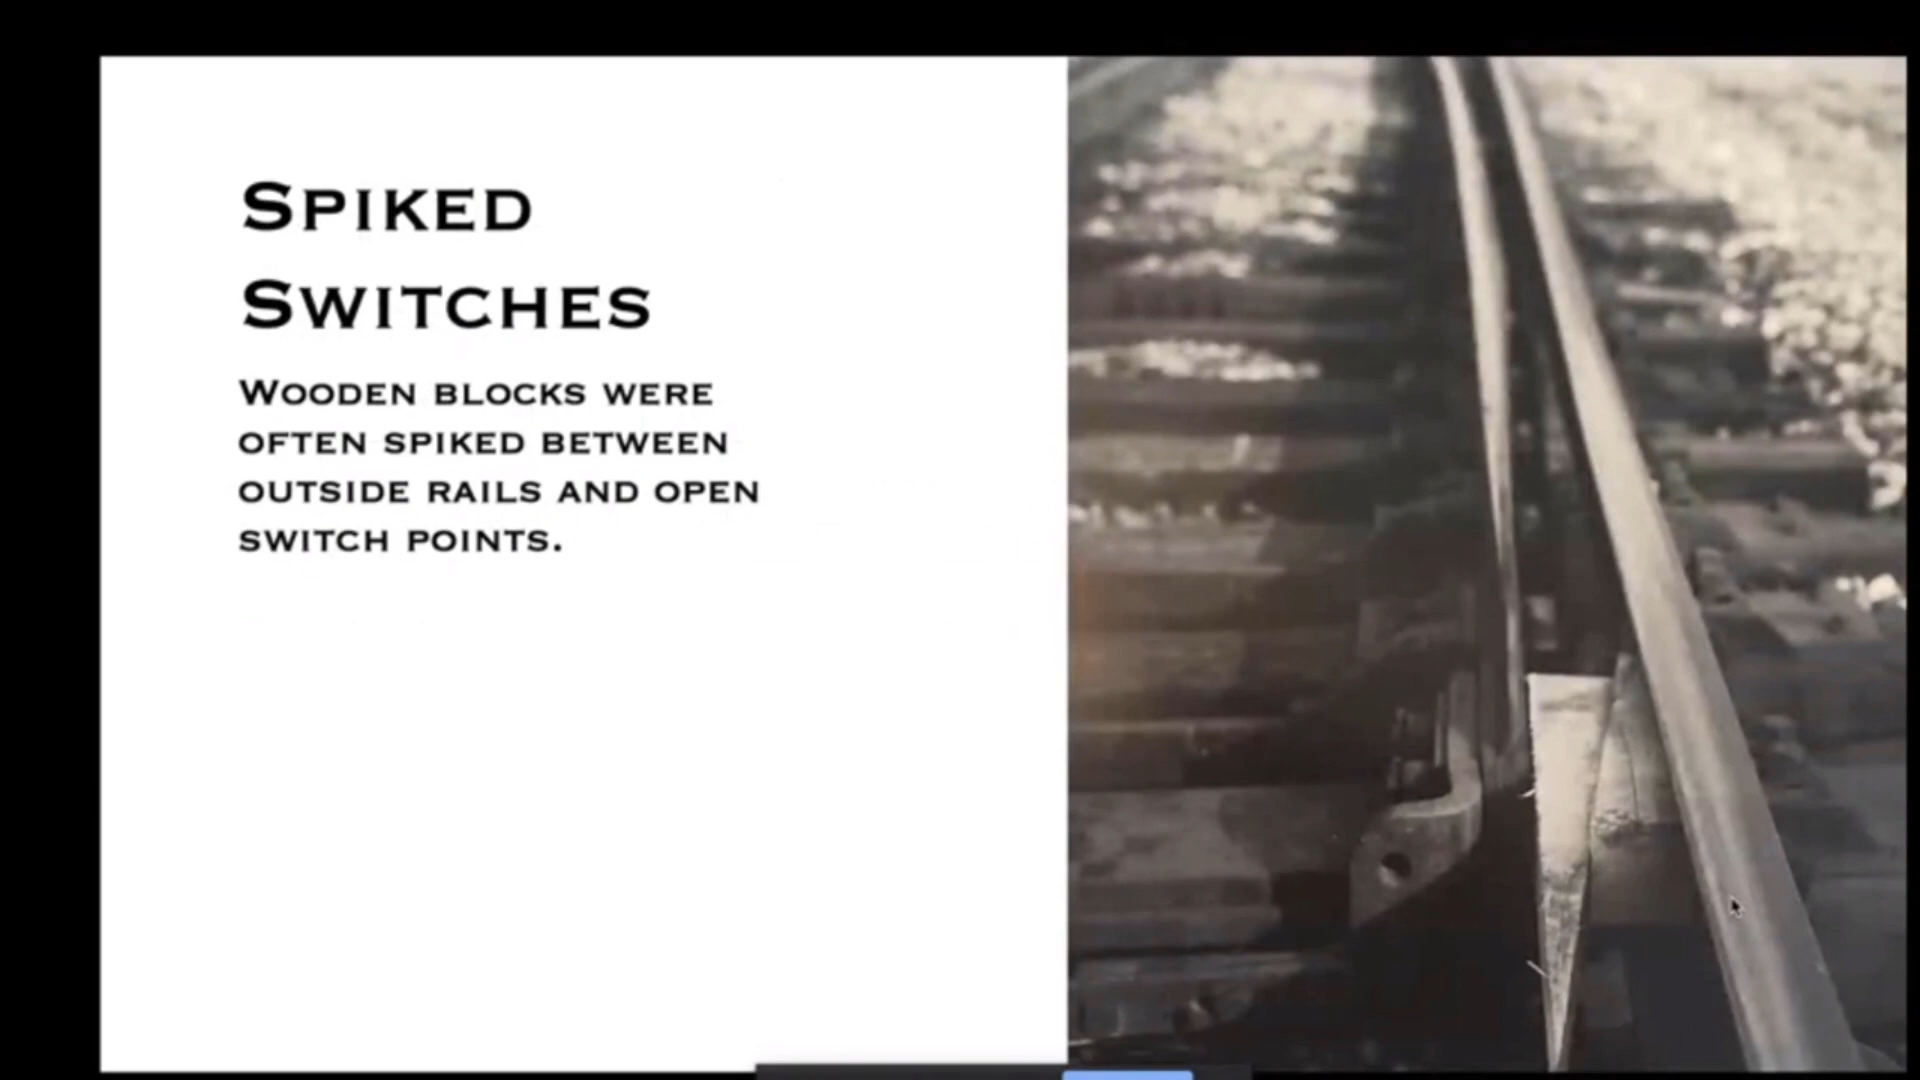 Spiked
Switches
Wooden blocks were
often spiked between
outside rails and open
switch points.